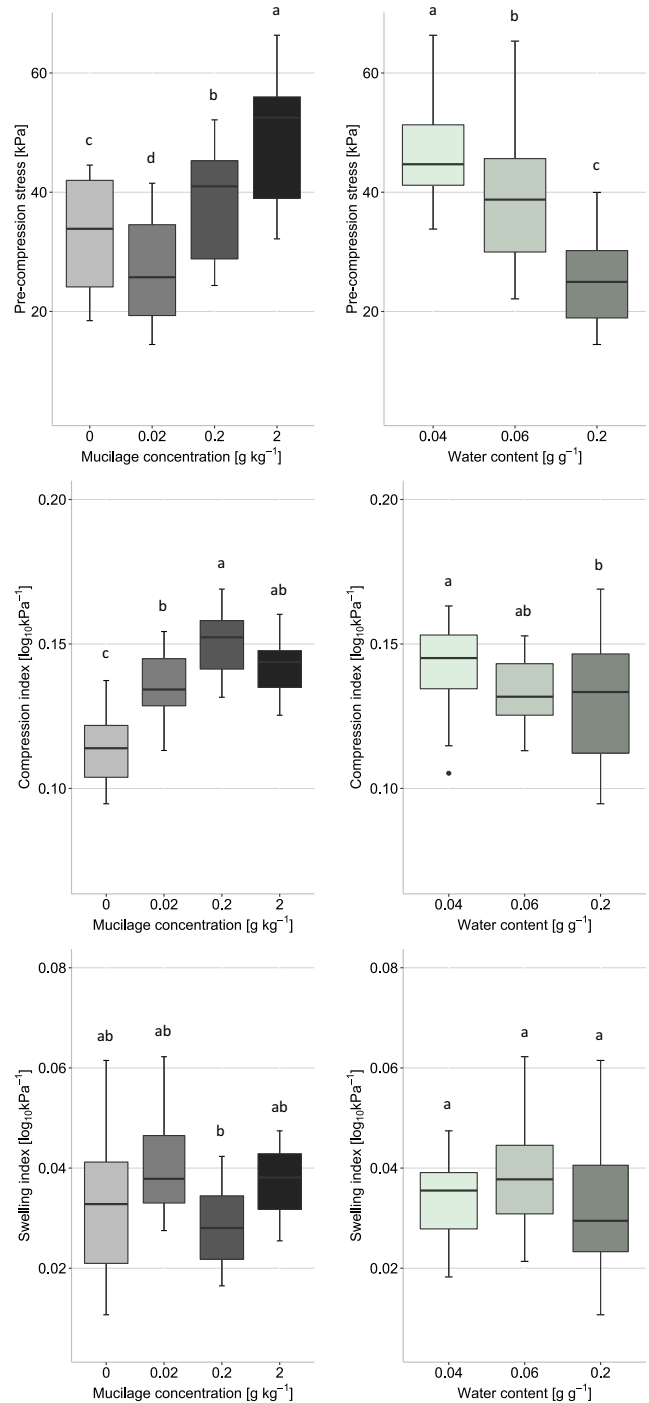 a
b
c
d
60
40
20
Pre-compression stress [kPa]
0 0.02 0.2 2
Mucilage concentration [g kg⁻¹]
a
b
c
0.04 0.06 0.2
Water content [g g⁻¹]
0.20
0.15
0.10
Compression index [log₁₀kPa⁻¹]
c
b
a
ab
0 0.02 0.2 2
Mucilage concentration [g kg⁻¹]
0.20
0.15
0.10
Compression index [log₁₀kPa⁻¹]
a
ab
b
0.04 0.06 0.2
Water content [g g⁻¹]
0.08
0.06
0.04
0.02
Swelling index [log₁₀kPa⁻¹]
ab
ab
b
ab
0 0.02 0.2 2
Mucilage concentration [g kg⁻¹]
0.08
0.06
0.04
0.02
Swelling index [log₁₀kPa⁻¹]
a
a
a
0.04 0.06 0.2
Water content [g g⁻¹]
60
40
20
Pre-compression stress [kPa]